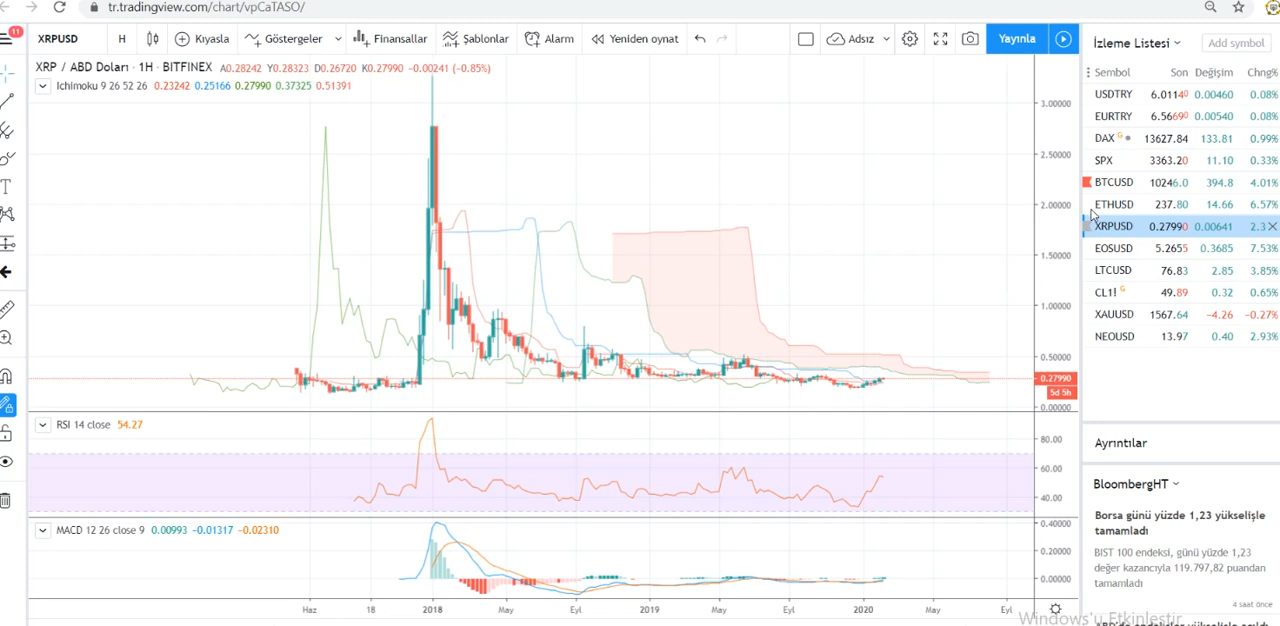 tr.tradingview.com/chart/vpCaTASO/
11
XRPUSD H Kıyasla Göstergeler Finansallar Şablonlar Alarm Yeniden oynat Adsız Yayınla
XRP / ABD Doları · 1H · BITFINEX A0.28242 Y0.28323 D0.26720 K0.27990 -0.00241 (-0.85%)
Ichimoku 9 26 52 26 0.23242 0.25166 0.27990 0.37325 0.51391
3.00000
2.50000
2.00000
1.50000
1.00000
0.50000
0.27990
5d 5h
0.00000
RSI 14 close 54.27
80.00
60.00
40.00
MACD 12 26 close 9 0.00993 -0.01317 -0.02310
0.40000
0.20000
0.00000
Haz 18 2018 May Eyl 2019 May Eyl 2020 May Eyl
İzleme Listesi Add symbol
Sembol Son Değişim Chng%
USDTRY 6.01140 0.00460 0.08%
EURTRY 6.56690 0.00540 0.08%
DAX G 13627.84 133.81 0.99%
SPX 3363.20 11.10 0.33%
BTCUSD 10246.0 394.8 4.01%
ETHUSD 237.80 14.66 6.57%
XRPUSD 0.27990 0.00641 2.3
EOSUSD 5.2655 0.3685 7.53%
LTCUSD 76.83 2.85 3.85%
CL1! G 49.89 0.32 0.65%
XAUUSD 1567.64 -4.26 -0.27%
NEOUSD 13.97 0.40 2.93%
Ayrıntılar
BloombergHT
Borsa günü yüzde 1,23 yükselişle
tamamladı
BIST 100 endeksi, günü yüzde 1,23
değer kazancıyla 119.797,82 puandan
tamamladı
4 saat önce
Windows'u Etkinleştir